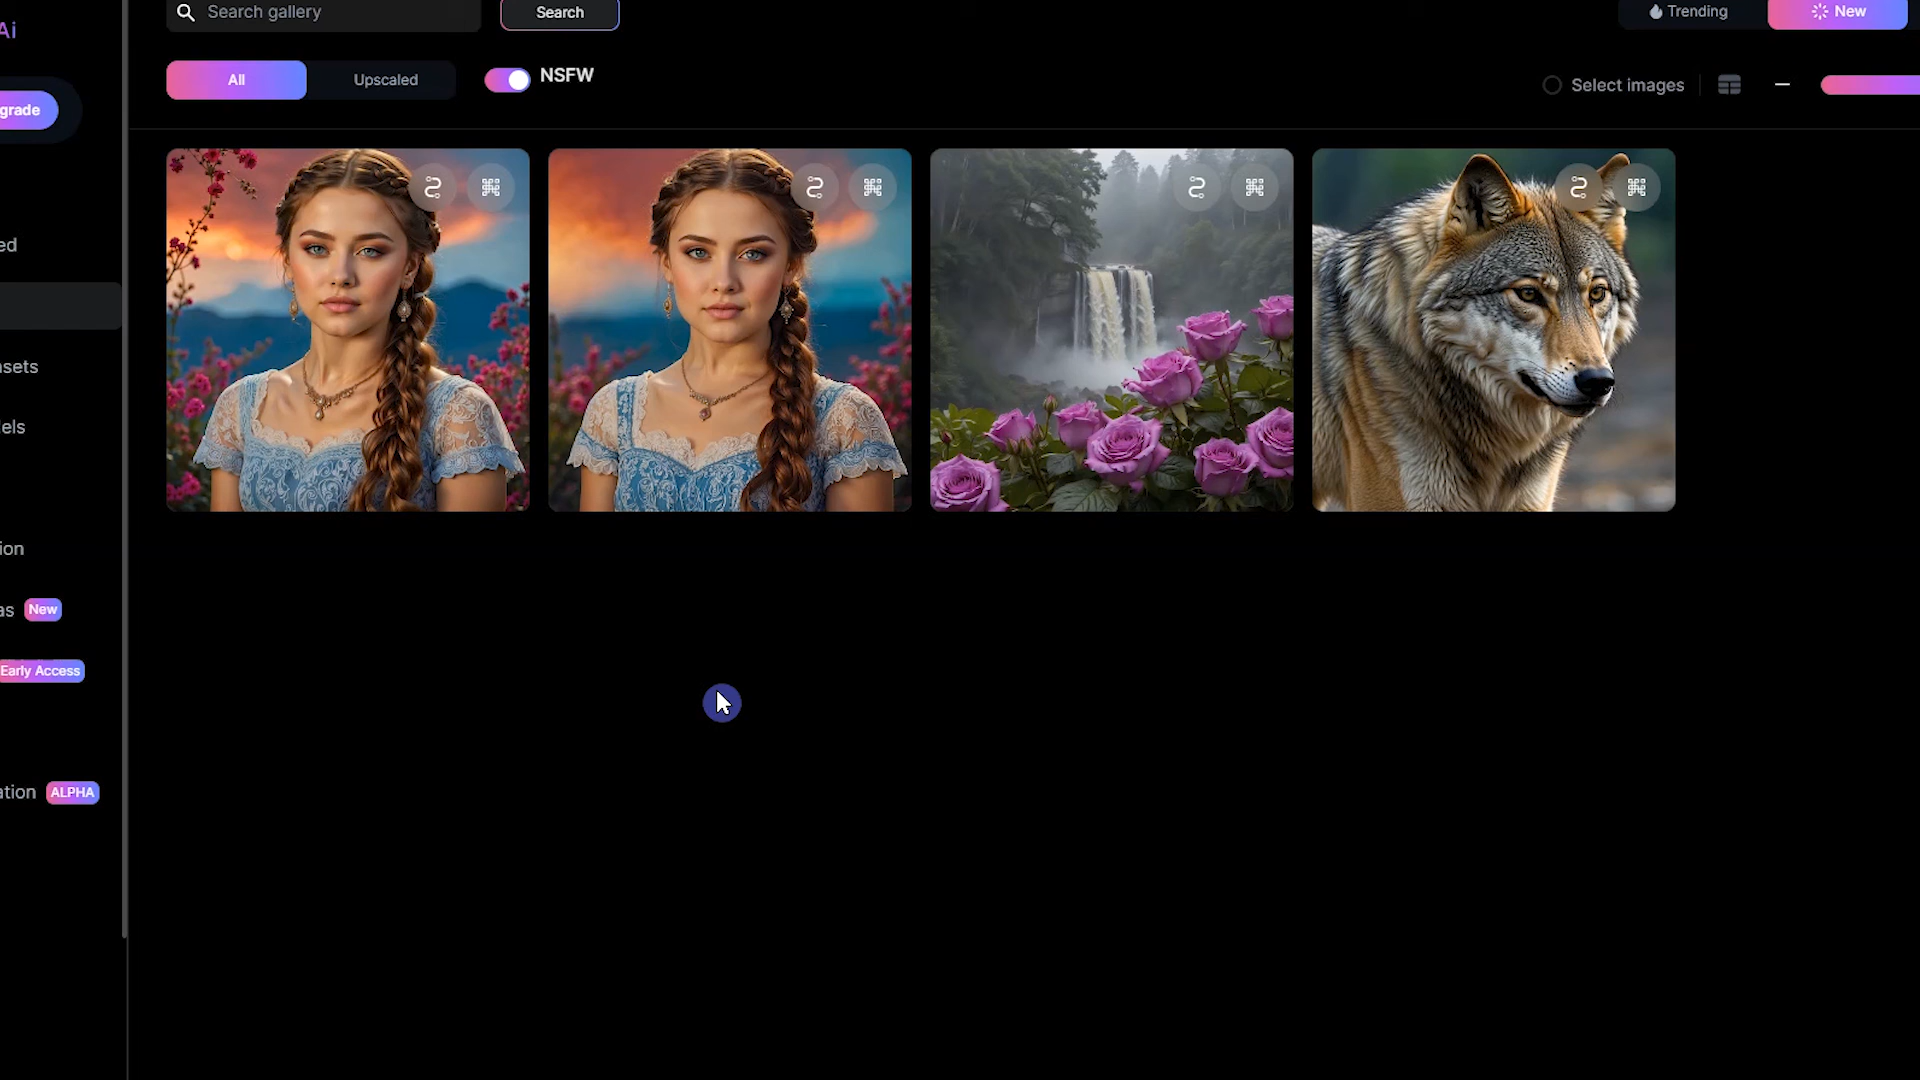 Ai
Search gallery
Search
Trending
New
All
Upscaled
NSFW
Select images
grade
ed
sets
els
ion
as New
Early Access
ation ALPHA